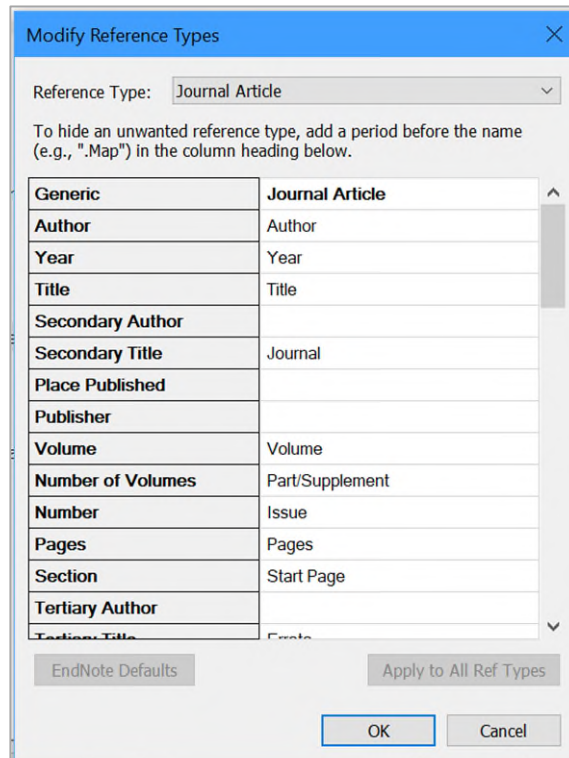 Modify Reference Types
Reference Type: Journal Article
To hide an unwanted reference type, add a period before the name
(e.g., ".Map") in the column heading below.
Generic Journal Article
Author Author
Year Year
Title Title
Secondary Author
Secondary Title Journal
Place Published
Publisher
Volume Volume
Number of Volumes Part/Supplement
Number Issue
Pages Pages
Section Start Page
Tertiary Author
Tertiary Title Errata
EndNote Defaults Apply to All Ref Types
OK Cancel